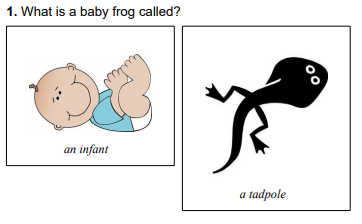 1. What is a baby frog called?
an infant
a tadpole